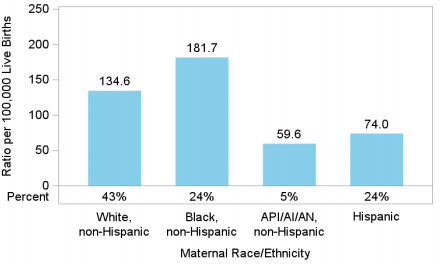 250
200
150
100
50
0
Ratio per 100,000 Live Births
134.6
181.7
59.6
74.0
Percent
43%
24%
5%
24%
White,
non-Hispanic
Black,
non-Hispanic
API/AI/AN,
non-Hispanic
Hispanic
Maternal Race/Ethnicity